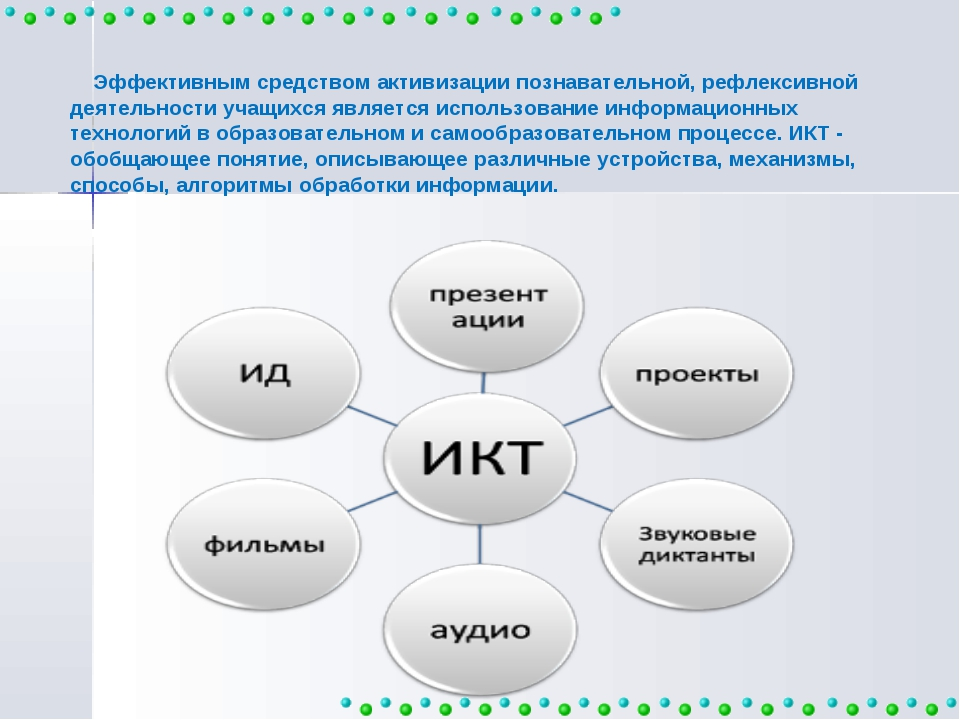 Эффективным средством активизации познавательной, рефлексивной
деятельности учащихся является использование информационных
технологий в образовательном и самообразовательном процессе. ИКТ -
обобщающее понятие, описывающее различные устройства, механизмы,
способы, алгоритмы обработки информации.
презент
ации
ид
проекты
ИКТ
фильмы
Звуковые
диктанты
аудио